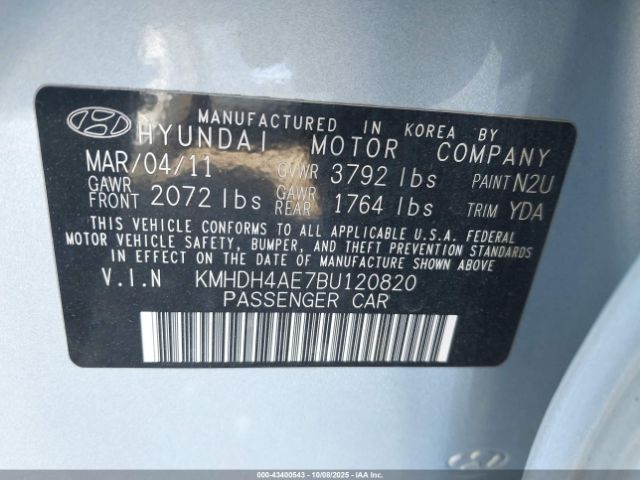 MANUFACTURED IN KOREA BY
HYUNDAI MOTOR COMPANY
MAR/04/11 GVWR 3792 lbs PAINT N2U
GAWR FRONT 2072 lbs GAWR REAR 1764 lbs TRIM YDA
THIS VEHICLE CONFORMS TO ALL APPLICABLE U.S.A. FEDERAL
MOTOR VEHICLE SAFETY, BUMPER, AND THEFT PREVENTION STANDARDS
IN EFFECT ON THE DATE OF MANUFACTURE SHOWN ABOVE
V.I.N KMHDH4AE7BU120820
PASSENGER CAR
000-43400543 - 10/08/2025 - COPART